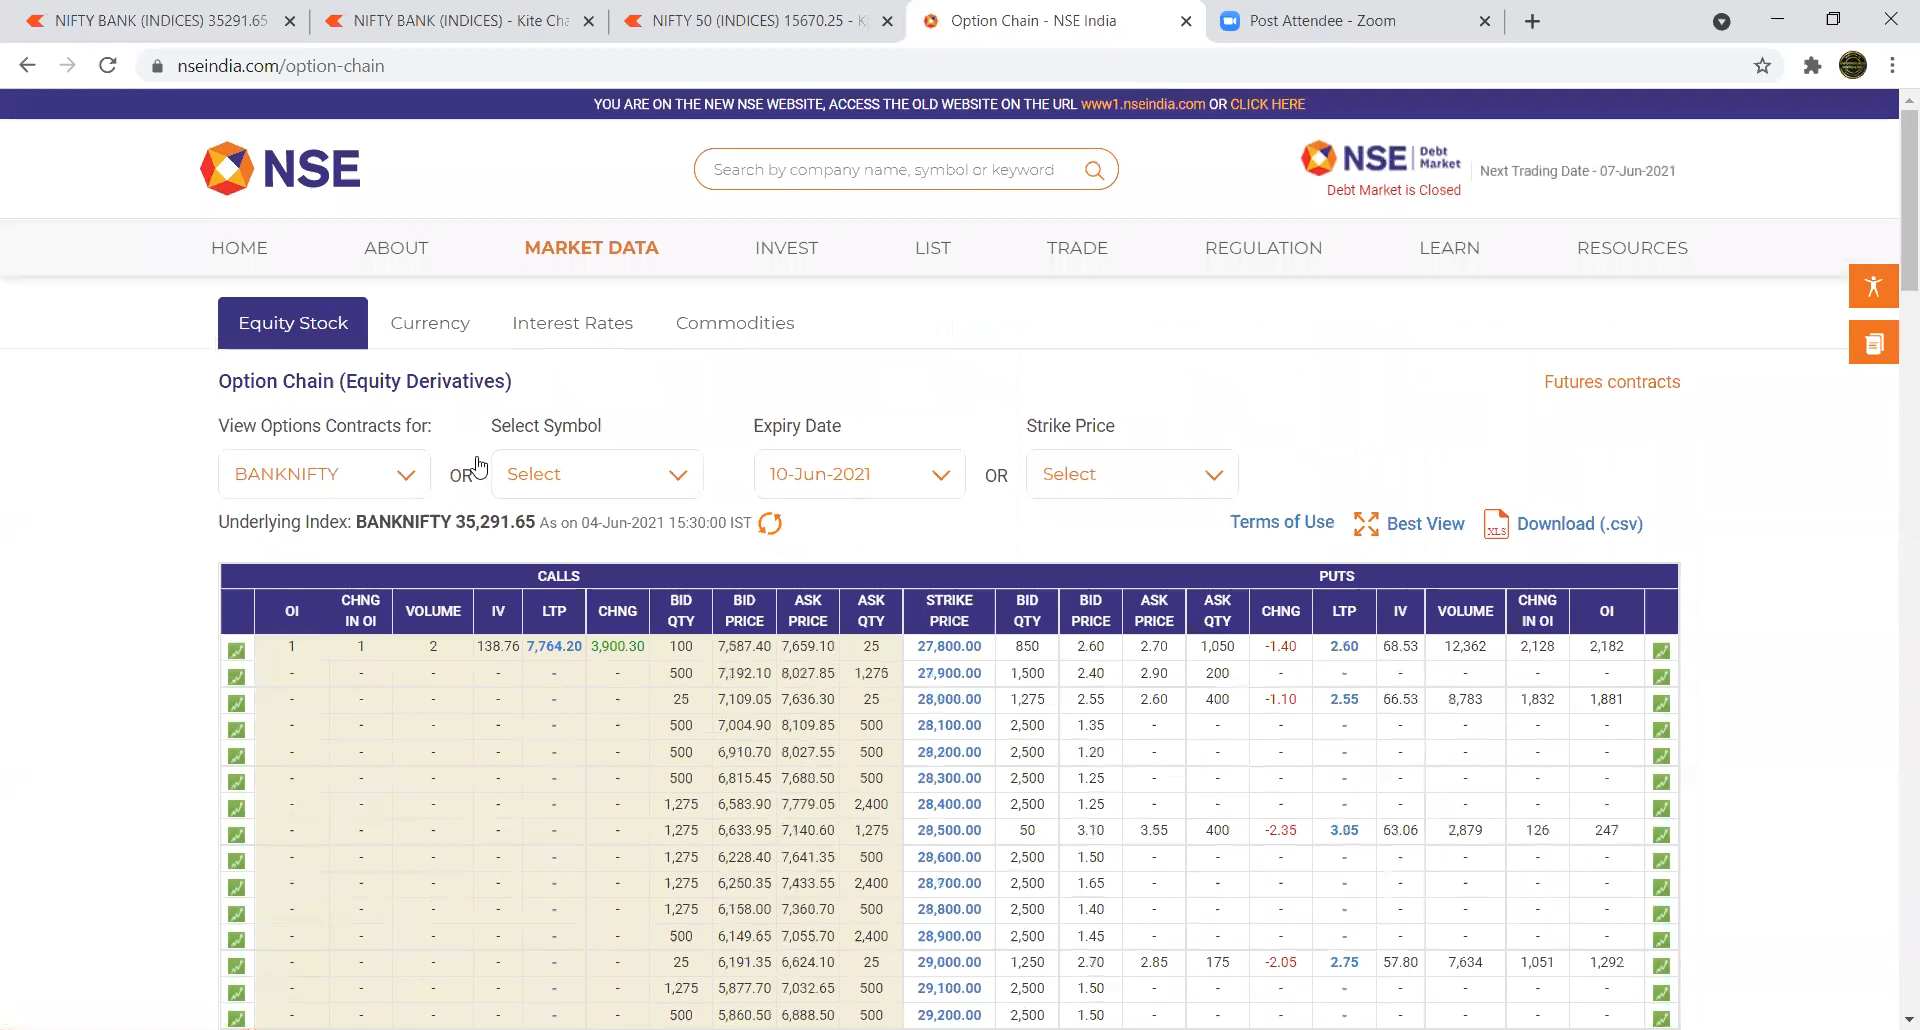 NIFTY BANK (INDICES) 35291.65
NIFTY BANK (INDICES) - Kite Cha
NIFTY 50 (INDICES) 15670.25 - K
Option Chain - NSE India
Post Attendee - Zoom
nseindia.com/option-chain
YOU ARE ON THE NEW NSE WEBSITE, ACCESS THE OLD WEBSITE ON THE URL www1.nseindia.com OR CLICK HERE
NSE
Search by company name, symbol or keyword
NSE Debt Market
Debt Market is Closed
Next Trading Date - 07-Jun-2021
HOME ABOUT MARKET DATA INVEST LIST TRADE REGULATION LEARN RESOURCES
Equity Stock Currency Interest Rates Commodities
Option Chain (Equity Derivatives) Futures contracts
View Options Contracts for: Select Symbol Expiry Date Strike Price
BANKNIFTY OR Select 10-Jun-2021 OR Select
Underlying Index: BANKNIFTY 35,291.65 As on 04-Jun-2021 15:30:00 IST Terms of Use Best View XLS Download (.csv)
CALLS PUTS
OI CHNG IN OI VOLUME IV LTP CHNG BID QTY BID PRICE ASK PRICE ASK QTY STRIKE PRICE BID QTY BID PRICE ASK PRICE ASK QTY CHNG LTP IV VOLUME CHNG IN OI OI
1 1 2 138.76 7,764.20 3,900.30 100 7,587.40 7,659.10 25 27,800.00 850 2.60 2.70 1,050 -1.40 2.60 68.53 12,362 2,128 2,182
- - - - - - 500 7,192.10 8,027.85 1,275 27,900.00 1,500 2.40 2.90 200 - - - - - -
- - - - - - 25 7,109.05 7,636.30 25 28,000.00 1,275 2.55 2.60 400 -1.10 2.55 66.53 8,783 1,832 1,881
- - - - - - 500 7,004.90 8,109.85 500 28,100.00 2,500 1.35 - - - - - - - -
- - - - - - 500 6,910.70 8,027.55 500 28,200.00 2,500 1.20 - - - - - - - -
- - - - - - 500 6,815.45 7,680.50 500 28,300.00 2,500 1.25 - - - - - - - -
- - - - - - 1,275 6,583.90 7,779.05 2,400 28,400.00 2,500 1.25 - - - - - - - -
- - - - - - 1,275 6,633.95 7,140.60 1,275 28,500.00 50 3.10 3.55 400 -2.35 3.05 63.06 2,879 126 247
- - - - - - 1,275 6,228.40 7,641.35 500 28,600.00 2,500 1.50 - - - - - - - -
- - - - - - 1,275 6,250.35 7,433.55 2,400 28,700.00 2,500 1.65 - - - - - - - -
- - - - - - 1,275 6,158.00 7,360.70 500 28,800.00 2,500 1.40 - - - - - - - -
- - - - - - 500 6,149.65 7,055.70 2,400 28,900.00 2,500 1.45 - - - - - - - -
- - - - - - 25 6,191.35 6,624.10 25 29,000.00 1,250 2.70 2.85 175 -2.05 2.75 57.80 7,634 1,051 1,292
- - - - - - 1,275 5,877.70 7,032.65 500 29,100.00 2,500 1.50 - - - - - - - -
- - - - - - 500 5,860.50 6,888.50 500 29,200.00 2,500 1.50 - - - - - - - -